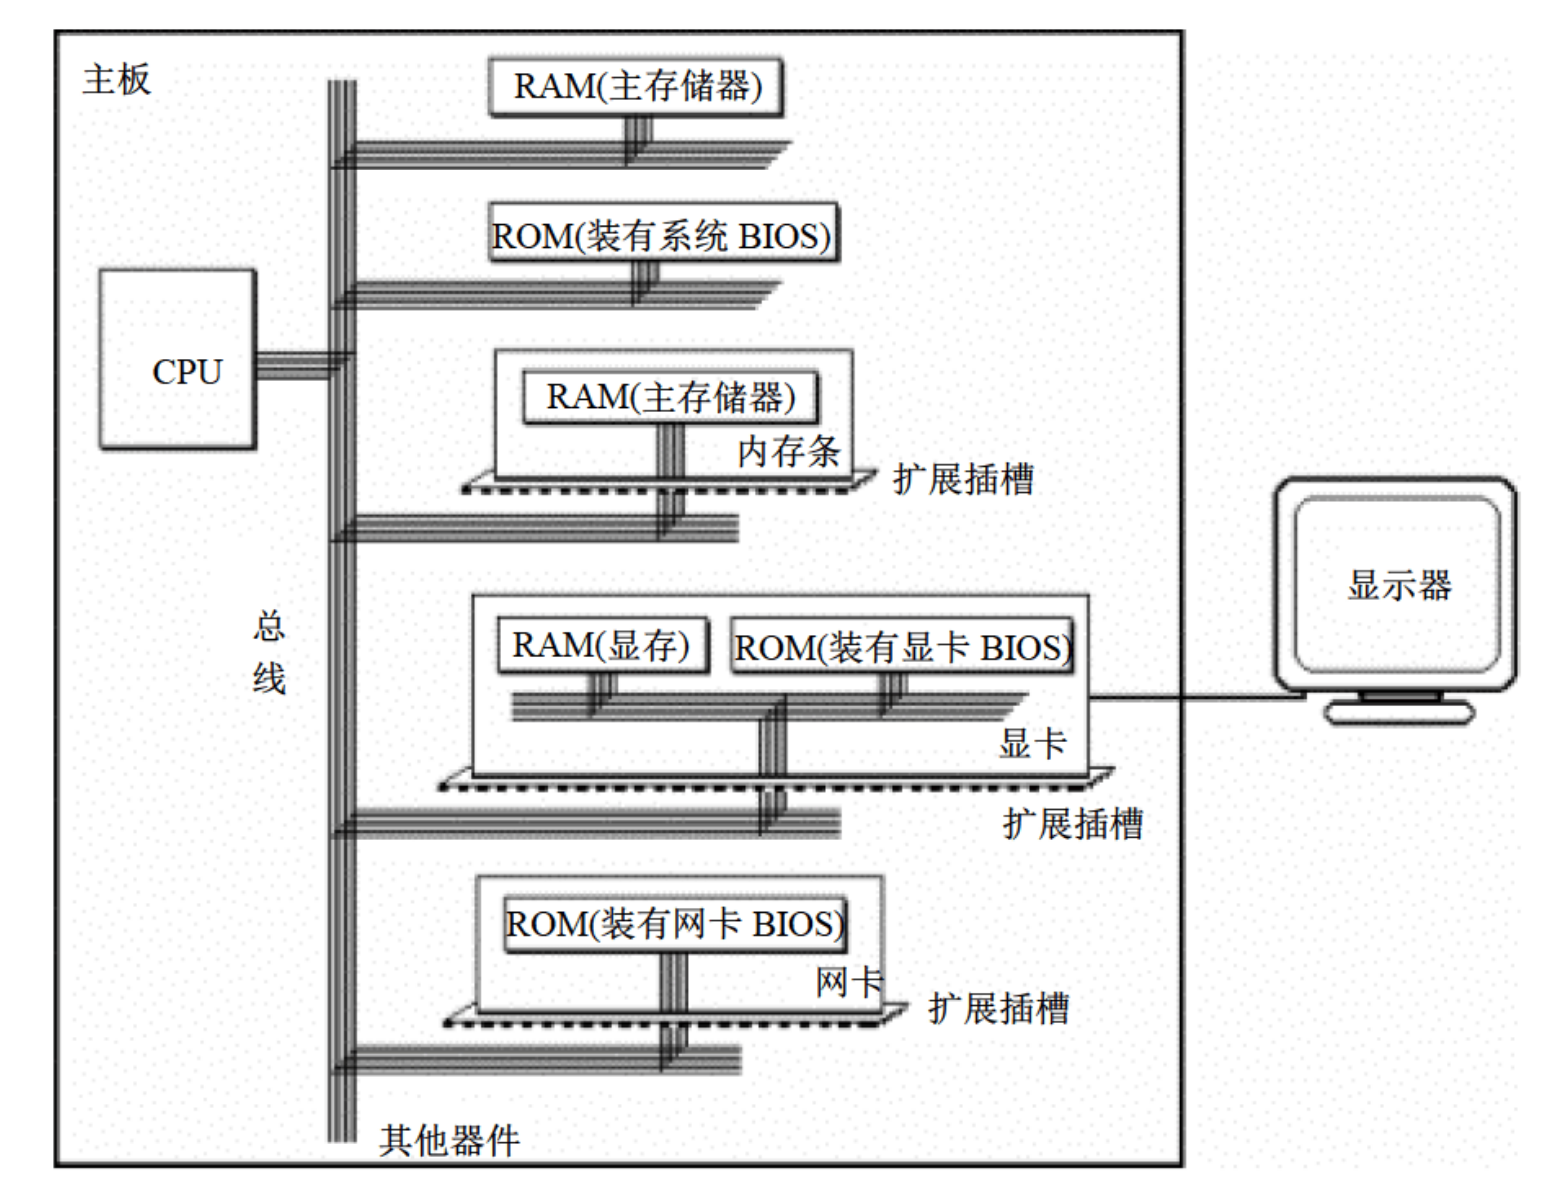 主板
RAM(主存储器)
ROM(装有系统 BIOS)
CPU
RAM(主存储器)
内存条
扩展插槽
显示器
总
线
RAM(显存)
ROM(装有显卡 BIOS)
显卡
扩展插槽
ROM(装有网卡 BIOS)
网卡
扩展插槽
其他器件